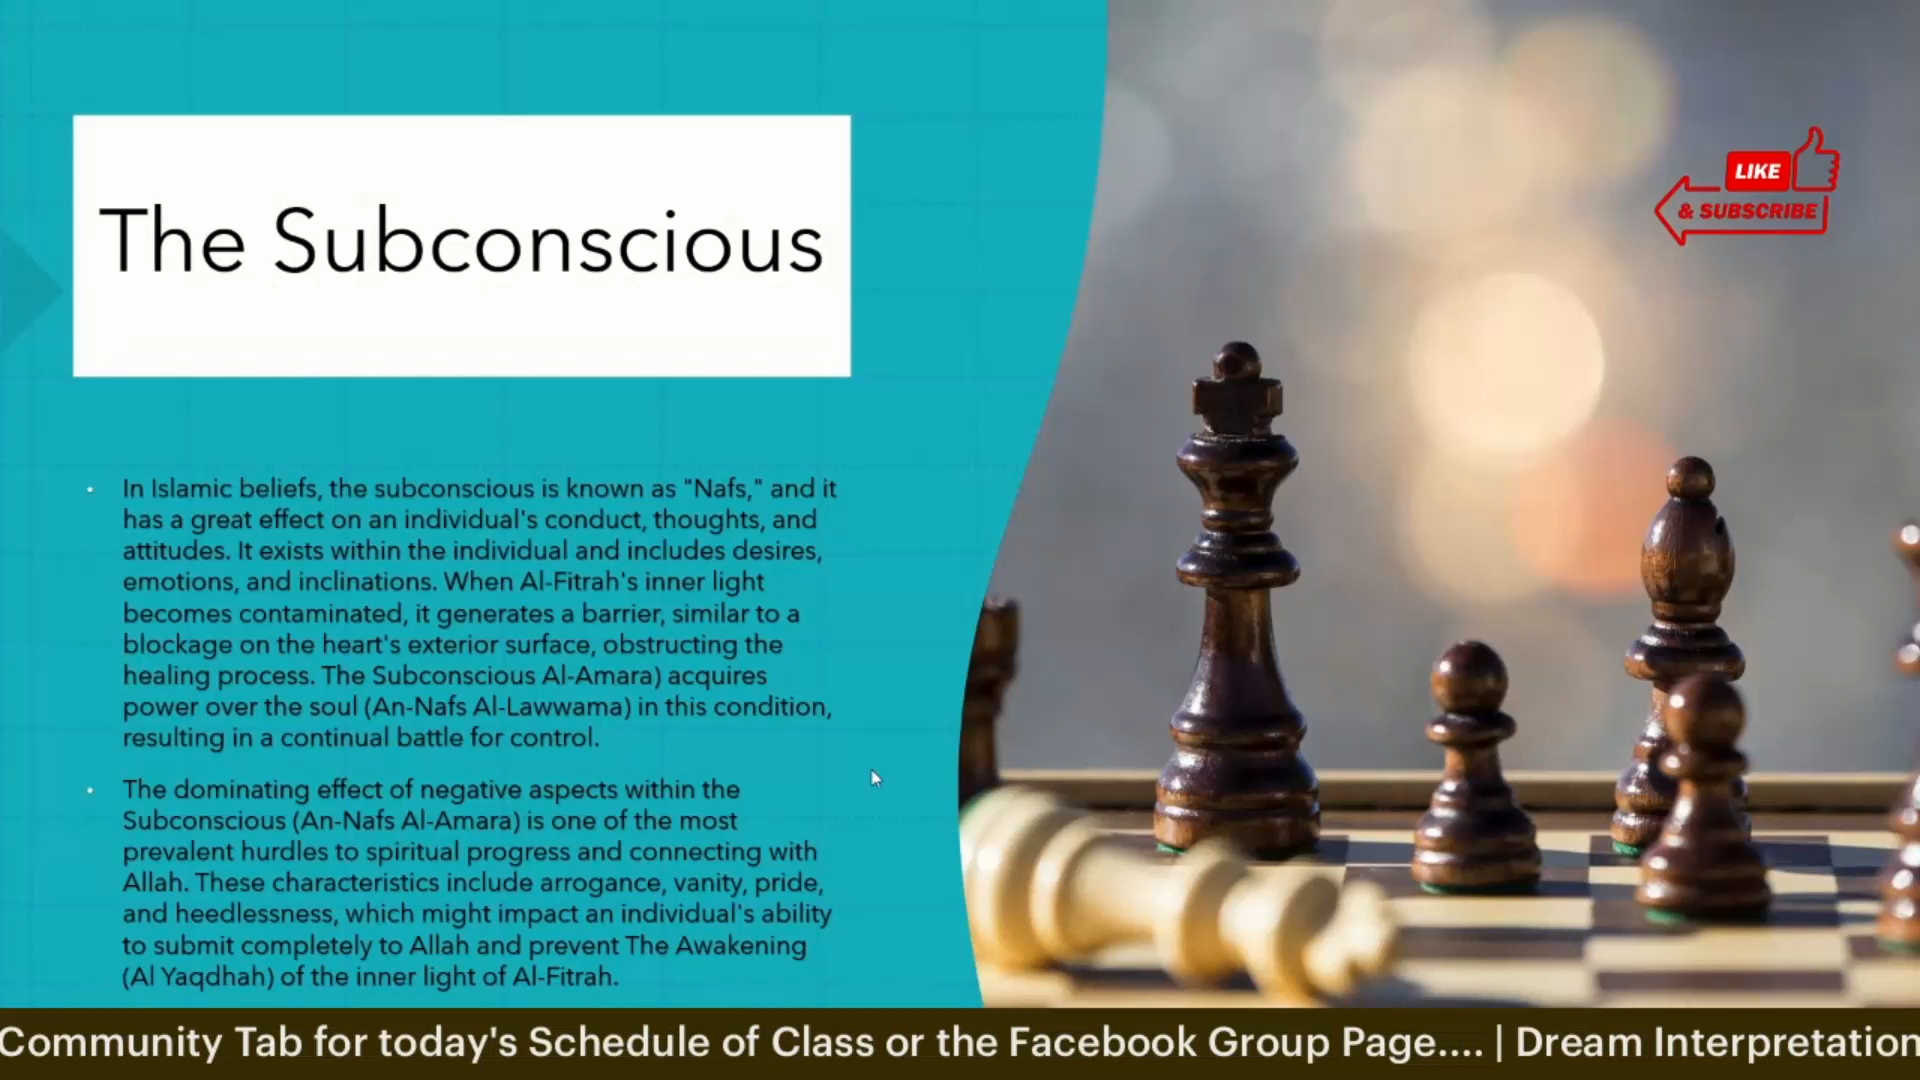 The Subconscious
LIKE
& SUBSCRIBE
In Islamic beliefs, the subconscious is known as "Nafs," and it
has a great effect on an individual's conduct, thoughts, and
attitudes. It exists within the individual and includes desires,
emotions, and inclinations. When Al-Fitrah's inner light
becomes contaminated, it generates a barrier, similar to a
blockage on the heart's exterior surface, obstructing the
healing process. The Subconscious Al-Amara) acquires
power over the soul (An-Nafs Al-Lawwama) in this condition,
resulting in a continual battle for control.
The dominating effect of negative aspects within the
Subconscious (An-Nafs Al-Amara) is one of the most
prevalent hurdles to spiritual progress and connecting with
Allah. These characteristics include arrogance, vanity, pride,
and heedlessness, which might impact an individual's ability
to submit completely to Allah and prevent The Awakening
(Al Yaqdhah) of the inner light of Al-Fitrah.
Community Tab for today's Schedule of Class or the Facebook Group Page.... | Dream Interpretation